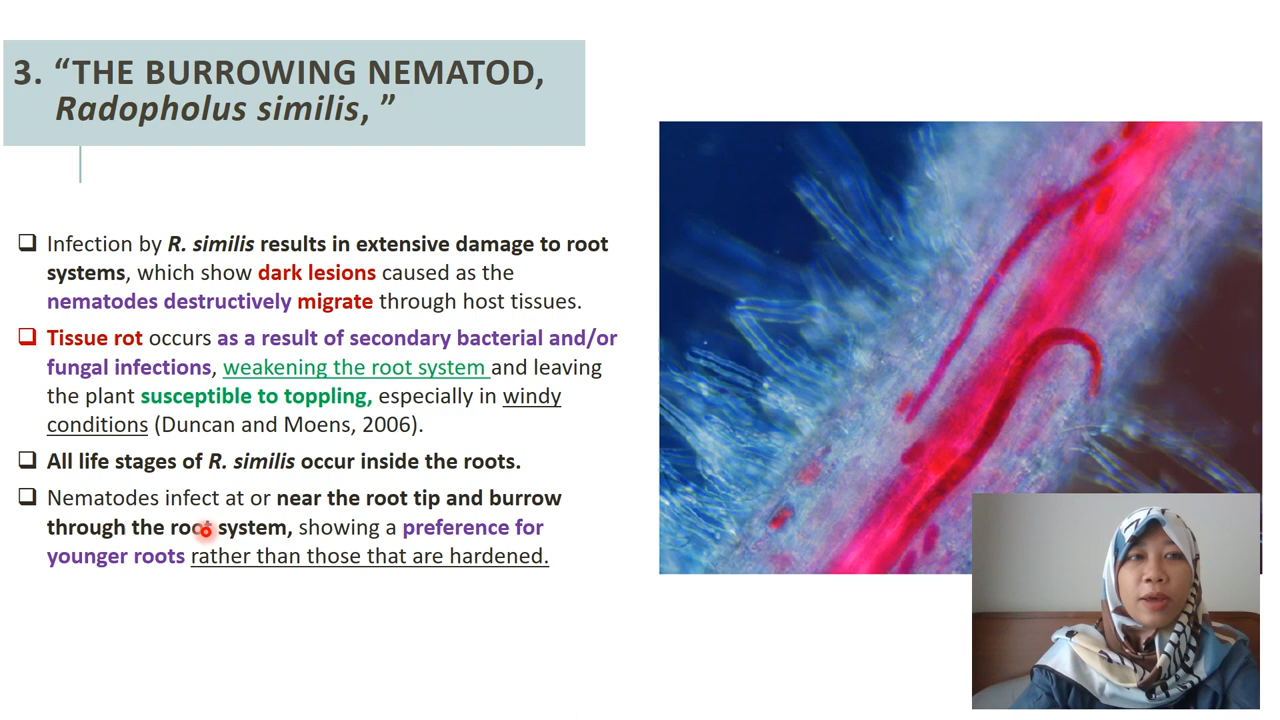 3. “THE BURROWING NEMATOD,
Radopholus similis, ”
Infection by R. similis results in extensive damage to root
systems, which show dark lesions caused as the
nematodes destructively migrate through host tissues.
Tissue rot occurs as a result of secondary bacterial and/or
fungal infections, weakening the root system and leaving
the plant susceptible to toppling, especially in windy
conditions (Duncan and Moens, 2006).
All life stages of R. similis occur inside the roots.
Nematodes infect at or near the root tip and burrow
through the root system, showing a preference for
younger roots rather than those that are hardened.